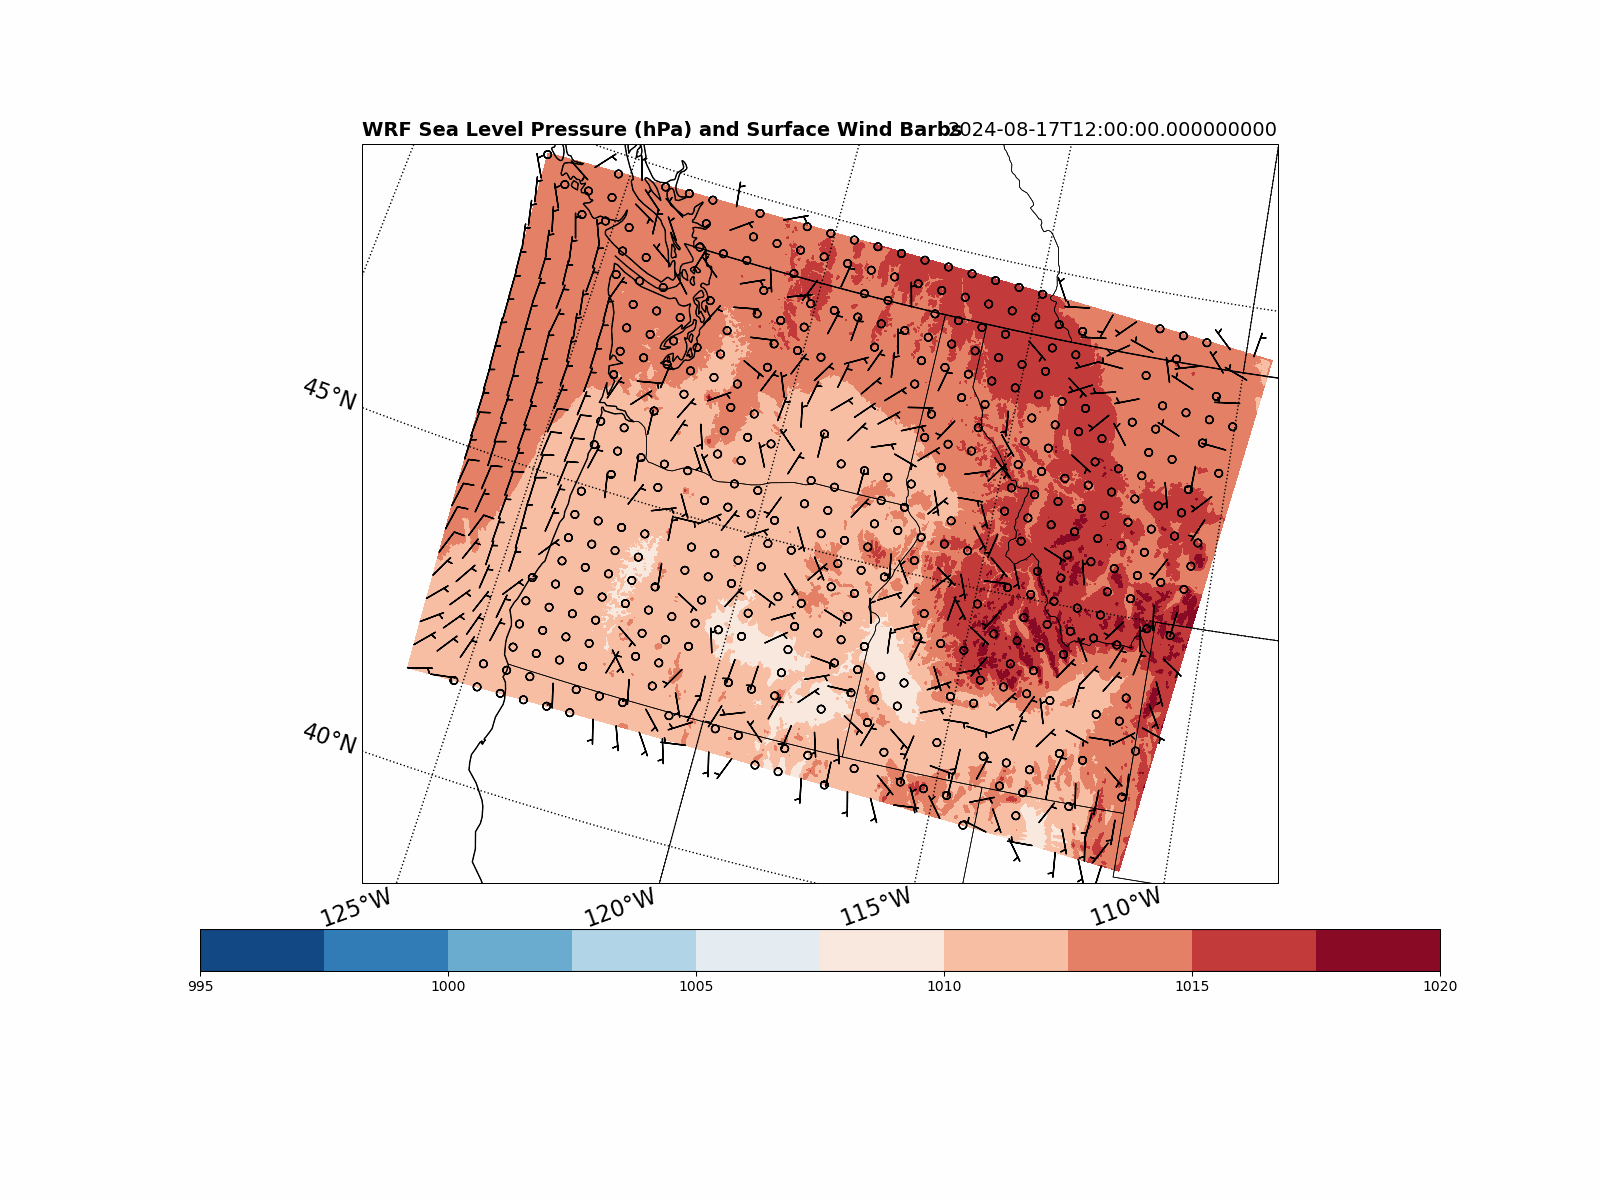 WRF Sea Level Pressure (hPa) and Surface Wind Barbs 2024-08-17T12:00:00.000000000
45°N
40°N
125°W 120°W 115°W 110°W
995 1000 1005 1010 1015 1020